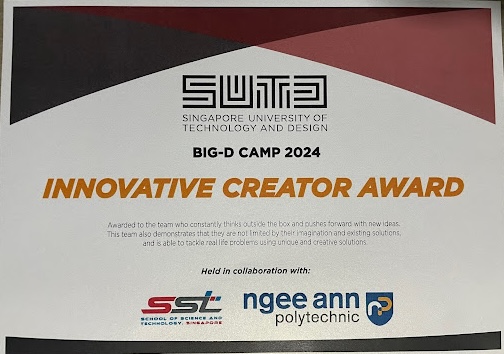 SUTD
SINGAPORE UNIVERSITY OF
TECHNOLOGY AND DESIGN
BIG-D CAMP 2024
INNOVATIVE CREATOR AWARD
Awarded to the team who constantly thinks outside the box and pushes forward with new ideas.
This team also demonstrates that they are not limited by their imagination and existing solutions,
and is able to tackle real life problems using unique and creative solutions.
Held in collaboration with:
sst
SCHOOL OF SCIENCE AND
TECHNOLOGY, SINGAPORE
ngee ann
polytechnic